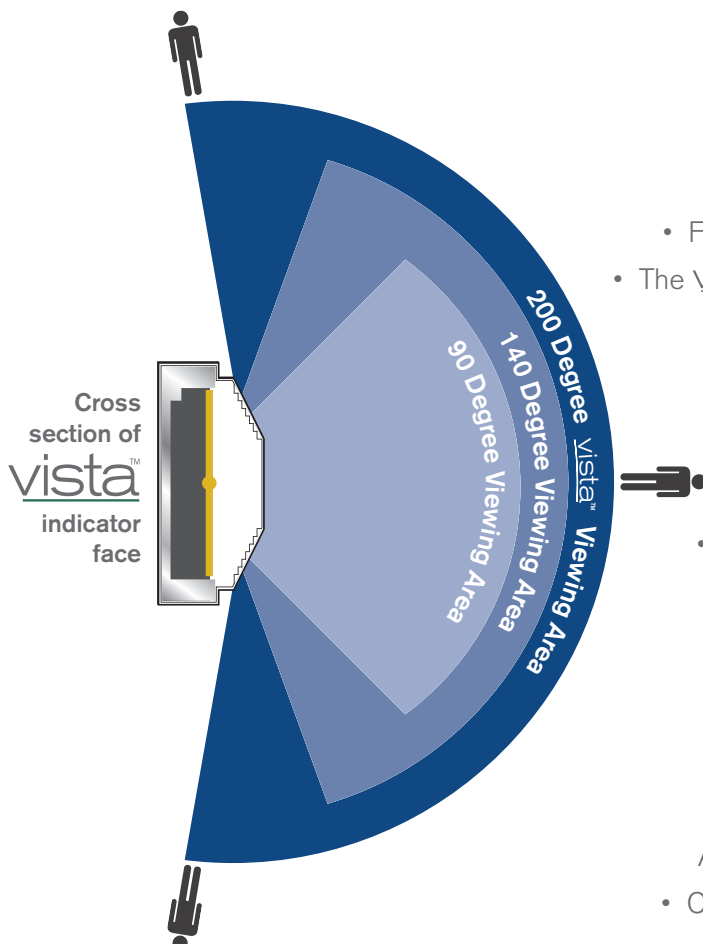 Cross
section of
vista™
indicator
face
90 Degree Viewing Area
140 Degree Viewing Area
200 Degree vista™ Viewing Area
• The